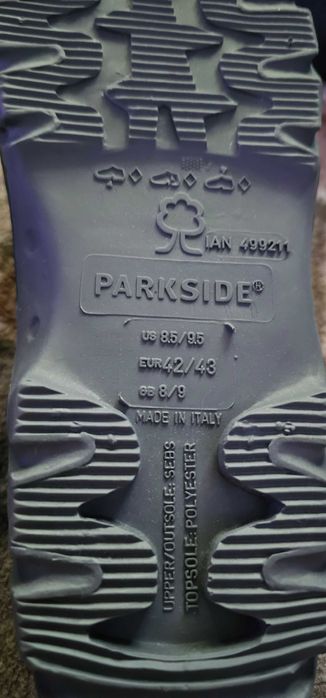 IAN 499211
PARKSIDE®
US 8.5/9.5
EUR 42/43
GB 8/9
MADE IN ITALY
UPPER/OUTSOLE: SEBS
TOPSOLE: POLYESTER